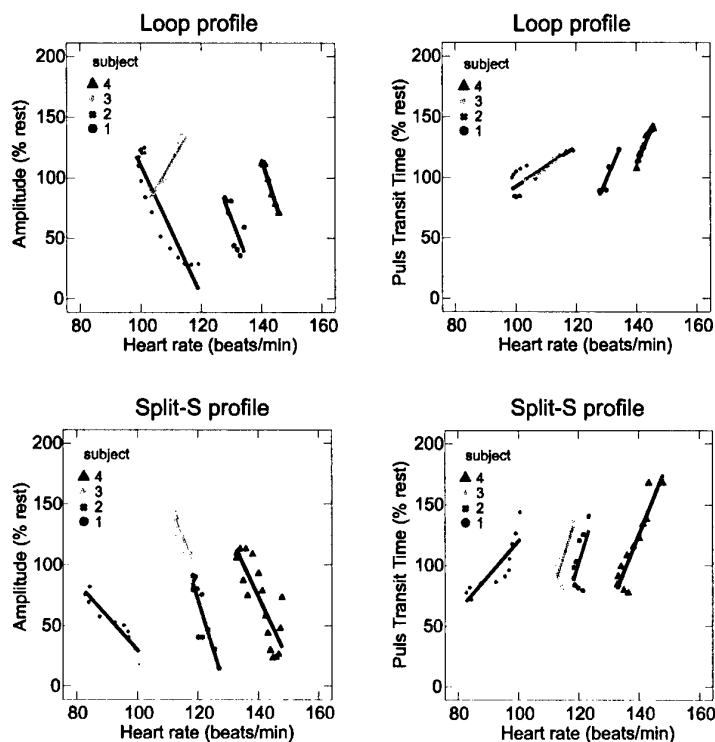 Loop profile
200
150
100
50
0
Amplitude (% rest)
subject
4
3
2
1
80 100 120 140 160
Heart rate (beats/min)
Loop profile
200
150
100
50
0
Puls Transit Time (% rest)
subject
4
3
2
1
80 100 120 140 160
Heart rate (beats/min)
Split-S profile
200
150
100
50
0
Amplitude (% rest)
subject
4
3
2
1
80 100 120 140 160
Heart rate (beats/min)
Split-S profile
200
150
100
50
0
Puls Transit Time (% rest)
subject
4
3
2
1
80 100 120 140 160
Heart rate (beats/min)